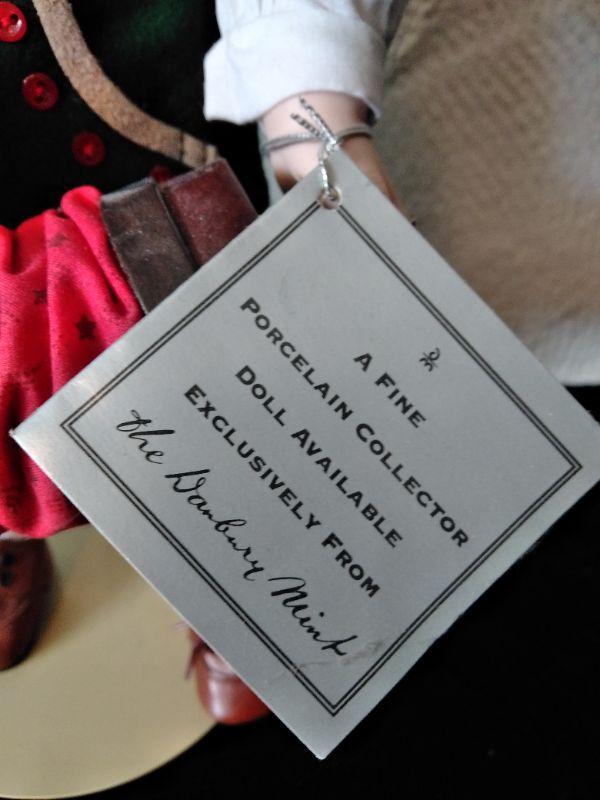 A FINE
PORCELAIN COLLECTOR
DOLL AVAILABLE
EXCLUSIVELY FROM
the Danbury Mint